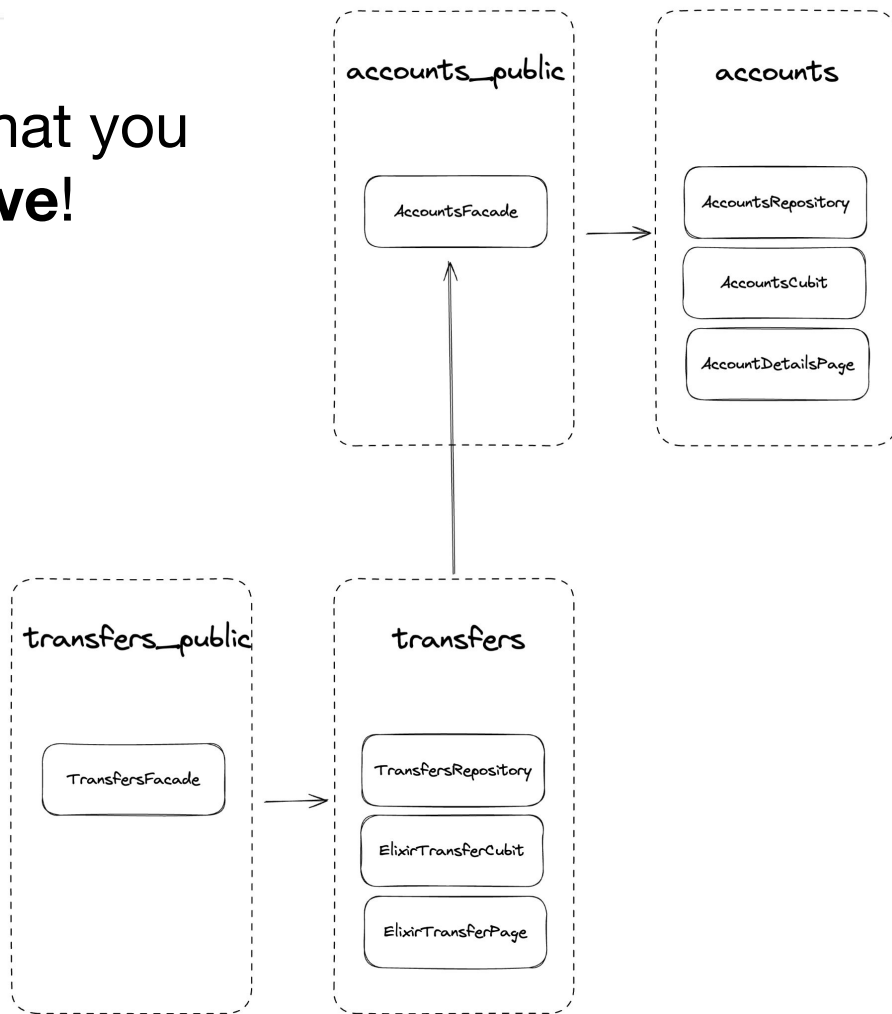 hat you
ve!
accounts_public
AccountsFacade
accounts
AccountsRepository
AccountsCubit
AccountDetailsPage
transfers_public
TransfersFacade
transfers
TransfersRepository
ElixirTransferCubit
ElixirTransferPage